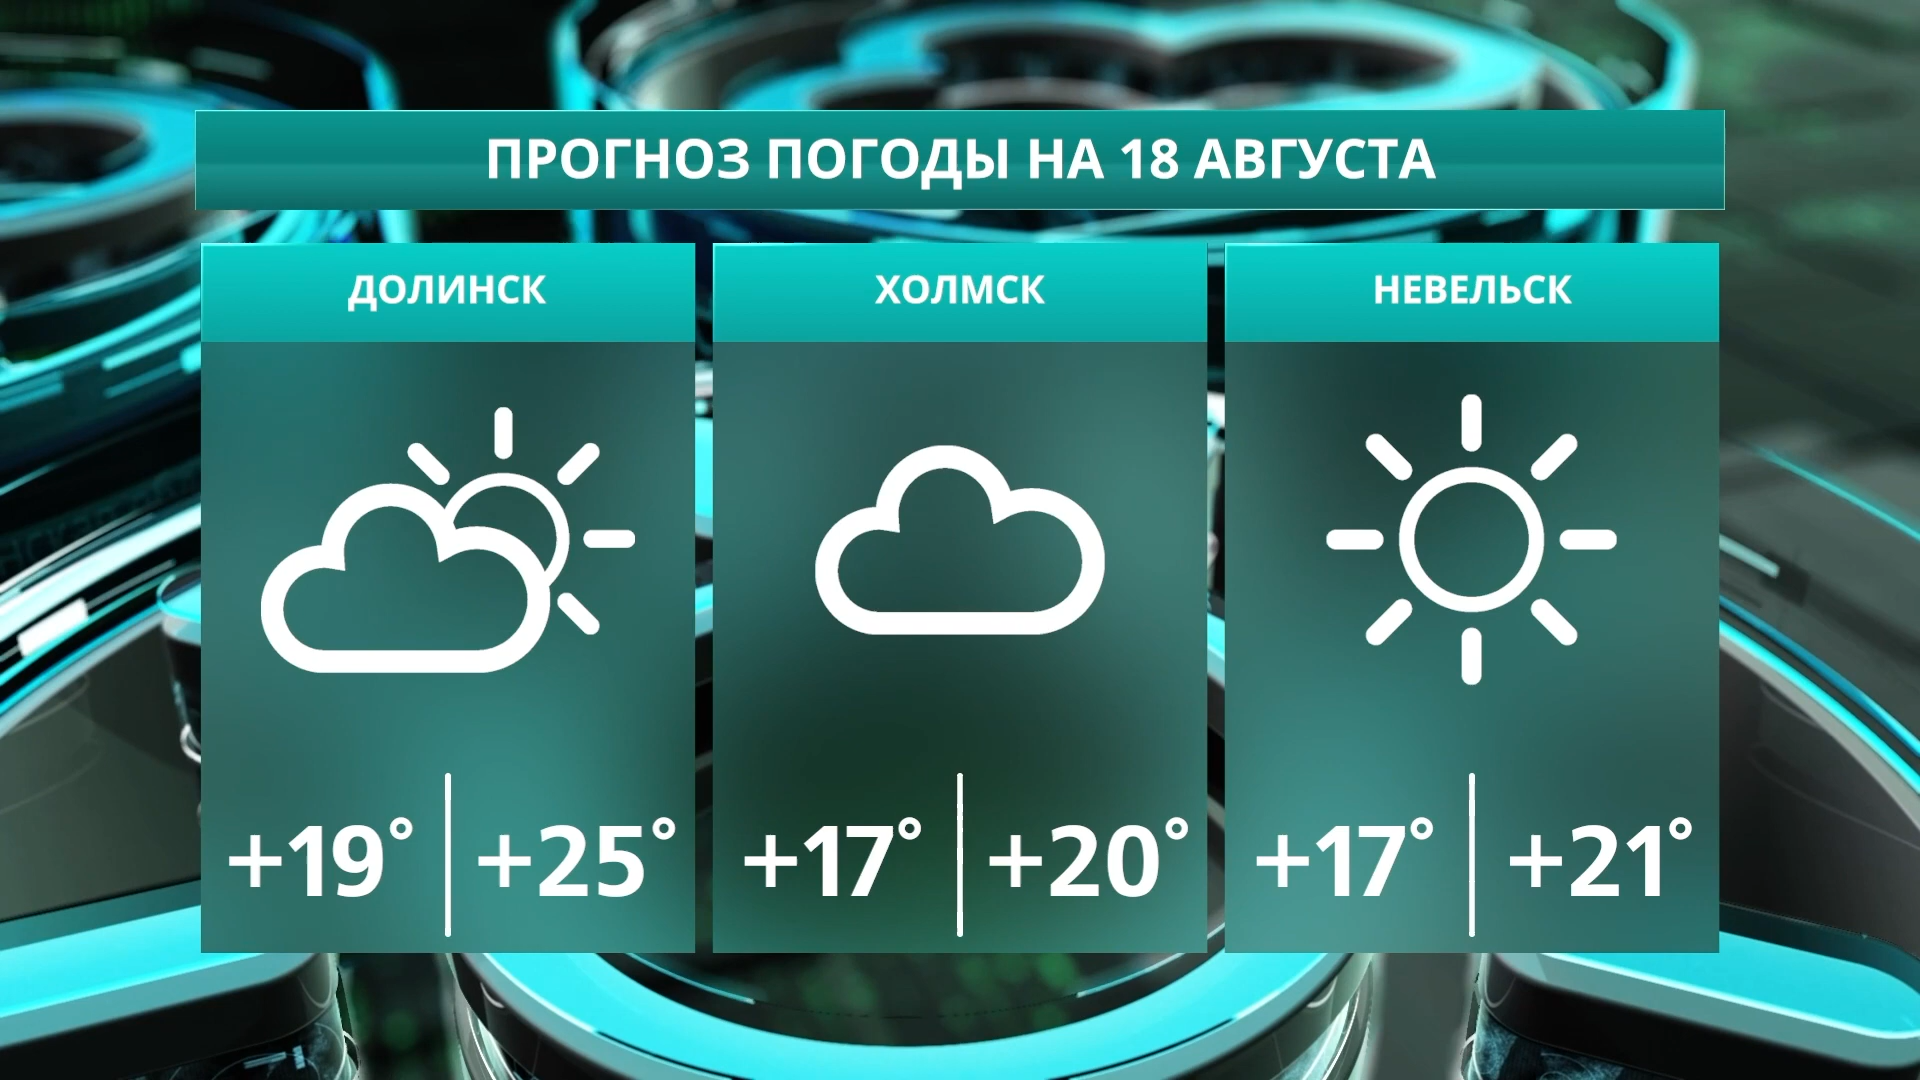 ПРОГНОЗ ПОГОДЫ НА 18 АВГУСТА
ДОЛИНСК
+19° +25°
ХОЛМСК
+17° +20°
НЕВЕЛЬСК
+17° +21°